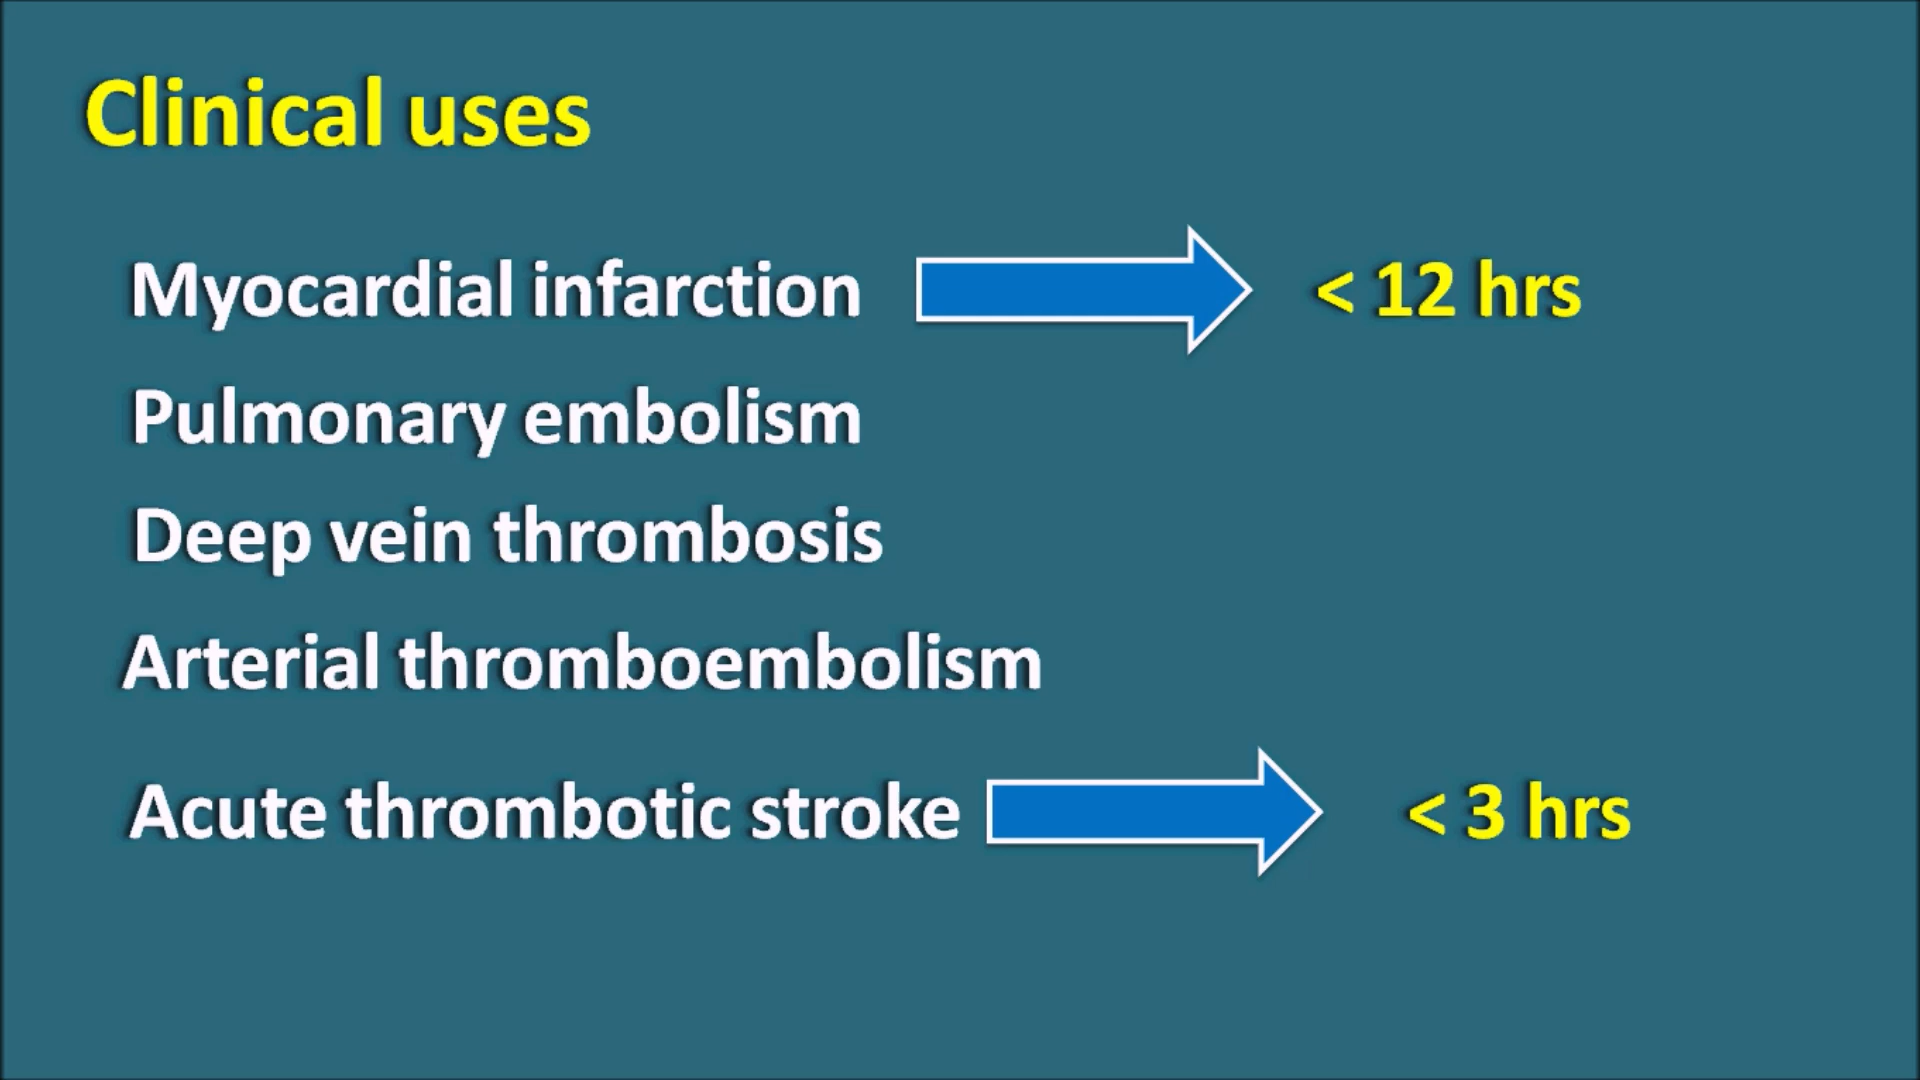 Clinical uses
Myocardial infarction < 12 hrs
Pulmonary embolism
Deep vein thrombosis
Arterial thromboembolism
Acute thrombotic stroke < 3 hrs